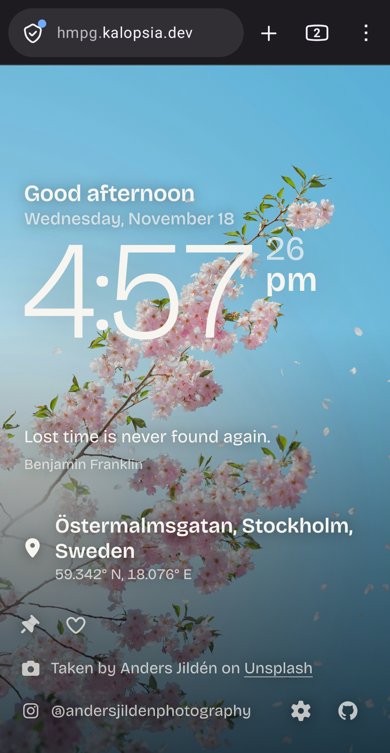 hmpg.kalopsia.dev
2
Good afternoon
Wednesday, November 18
4:57
26
pm
Lost time is never found again.
Benjamin Franklin
Östermalmsgatan, Stockholm,
Sweden
59.342° N, 18.076° E
Taken by Anders Jildén on Unsplash
@andersjildenphotography